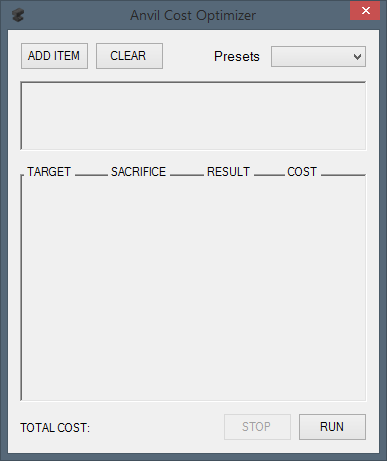 Anvil Cost Optimizer
ADD ITEM CLEAR Presets
TARGET SACRIFICE RESULT COST
TOTAL COST: STOP RUN